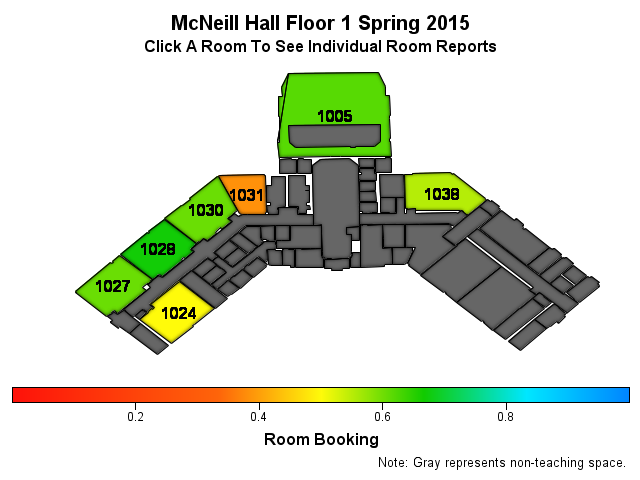 McNeill Hall Floor 1 Spring 2015
Click A Room To See Individual Room Reports
1005
1031
1038
1030
1028
1027
1024
0.2 0.4 0.6 0.8
Room Booking
Note: Gray represents non-teaching space.